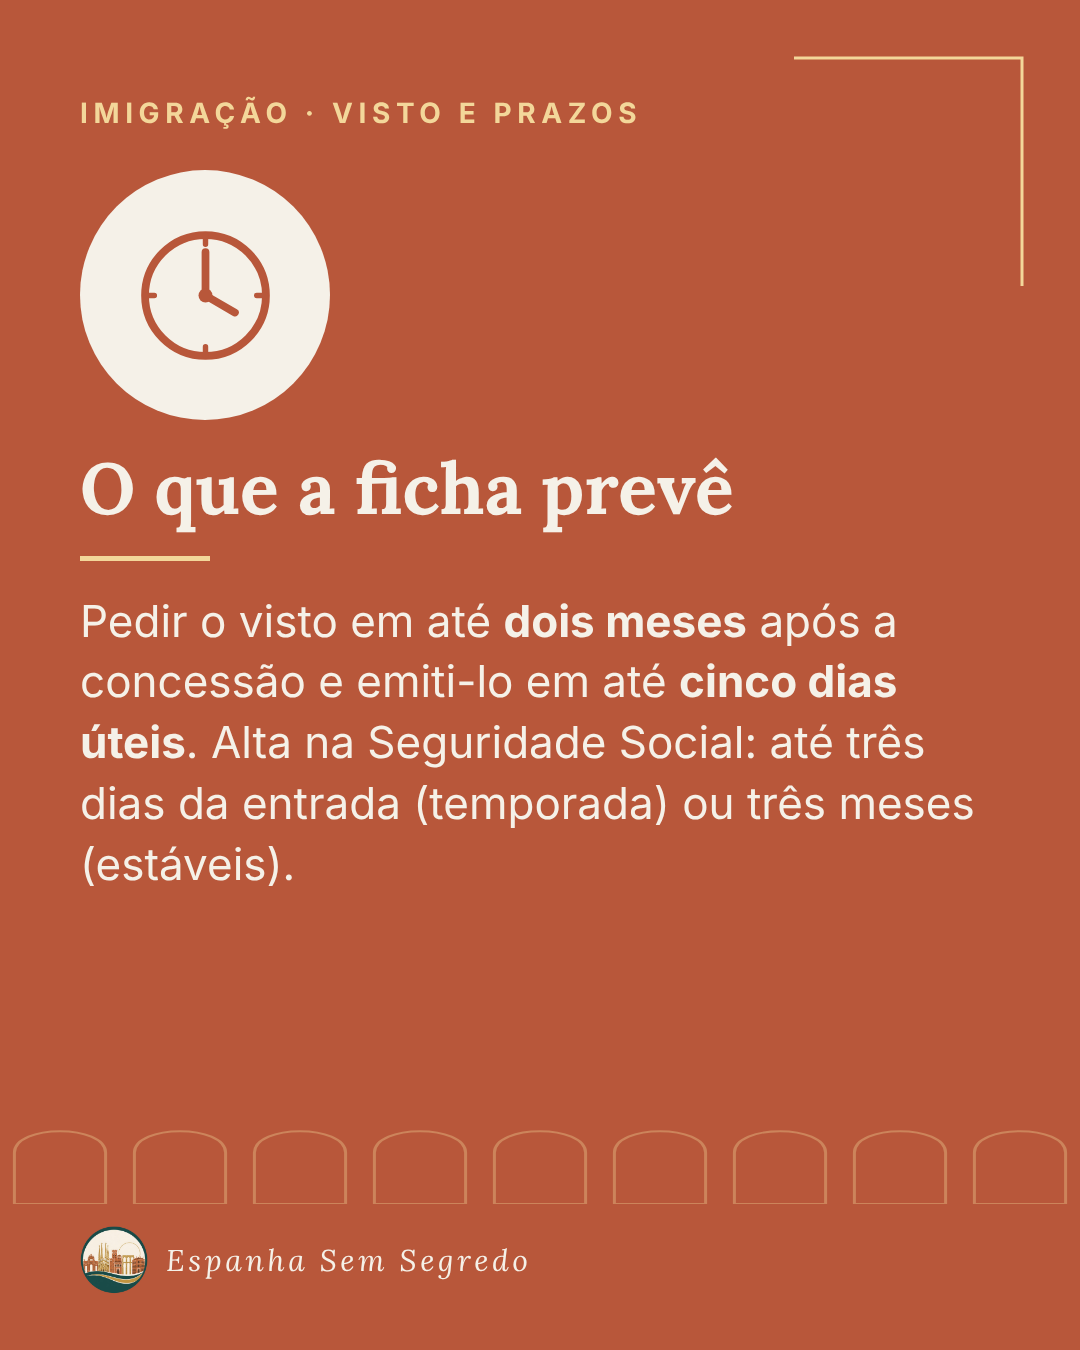 IMIGRAÇÃO · VISTO E PRAZOS
O que a ficha prevê
Pedir o visto em até dois meses após a
concessão e emiti-lo em até cinco dias
úteis. Alta na Seguridade Social: até três
dias da entrada (temporada) ou três meses
(estáveis).
Espanha Sem Segredo